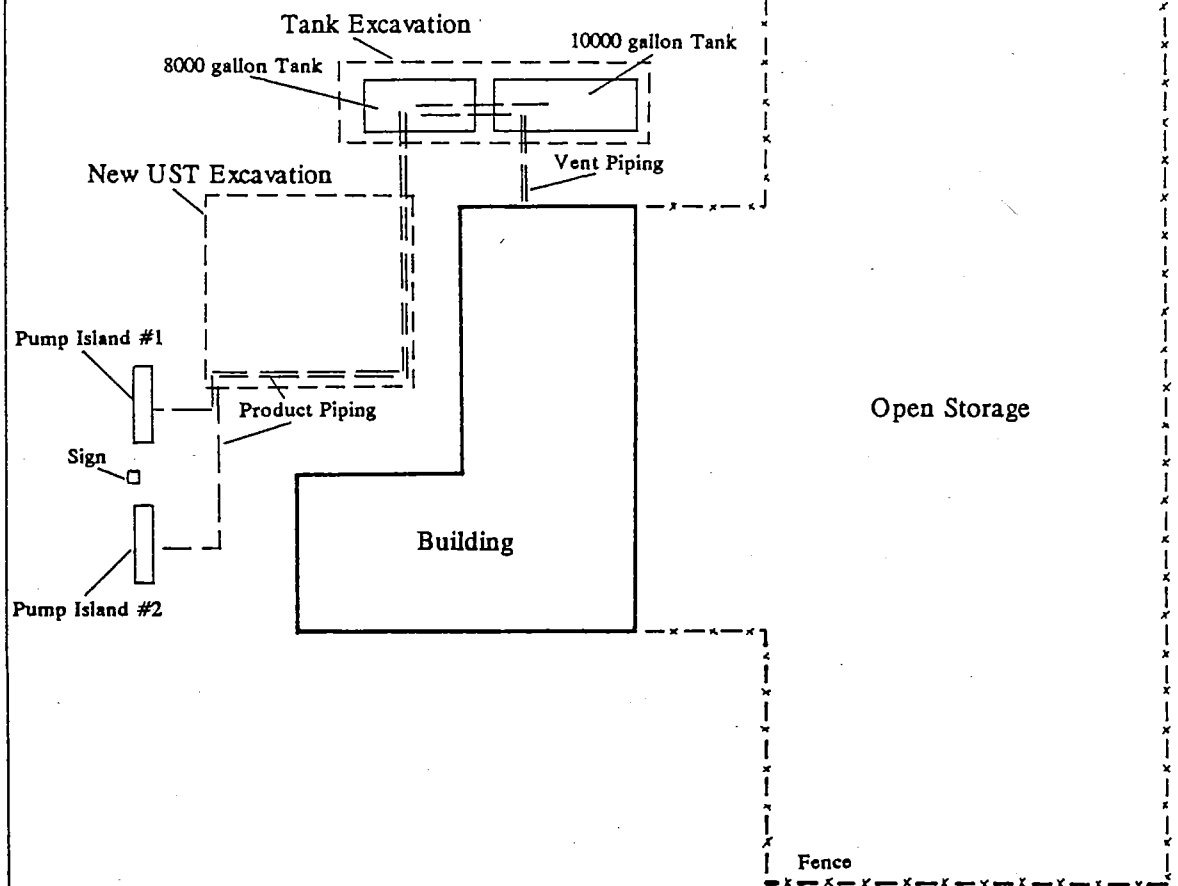 Tank Excavation
10000 gallon Tank
8000 gallon Tank
Vent Piping
New UST Excavation
Pump Island #1
Product Piping
Open Storage
Sign
Building
Pump Island #2
Fence